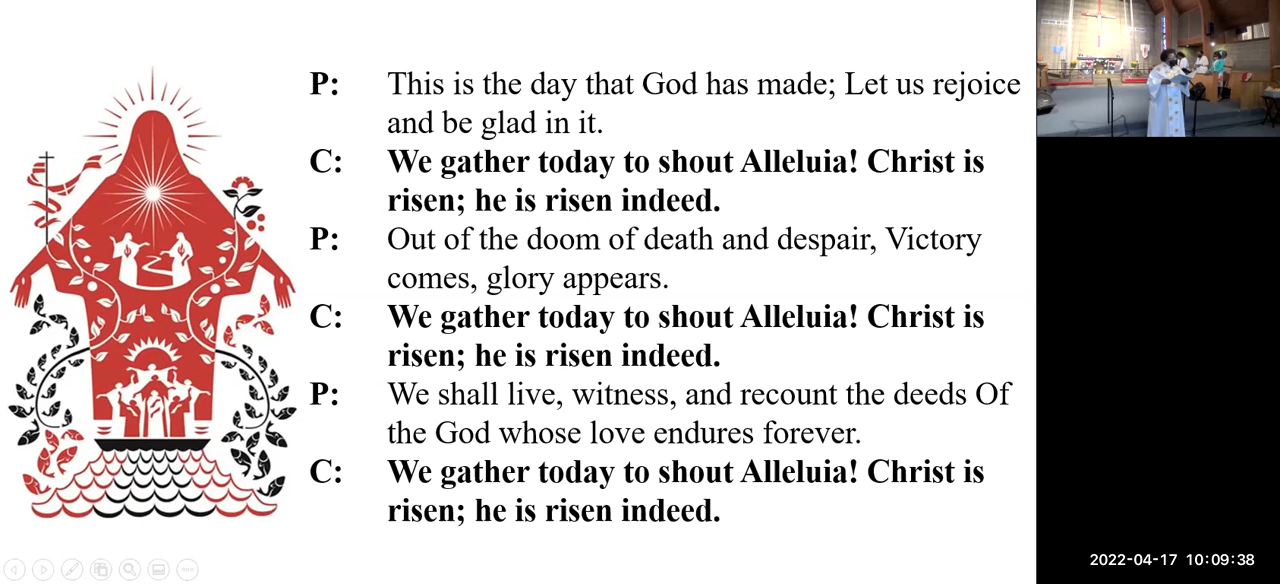 P: This is the day that God has made; Let us rejoice
and be glad in it.
C: We gather today to shout Alleluia! Christ is
risen; he is risen indeed.
P: Out of the doom of death and despair, Victory
comes, glory appears.
C: We gather today to shout Alleluia! Christ is
risen; he is risen indeed.
P: We shall live, witness, and recount the deeds Of
the God whose love endures forever.
C: We gather today to shout Alleluia! Christ is
risen; he is risen indeed.
2022-04-17 10:09:38